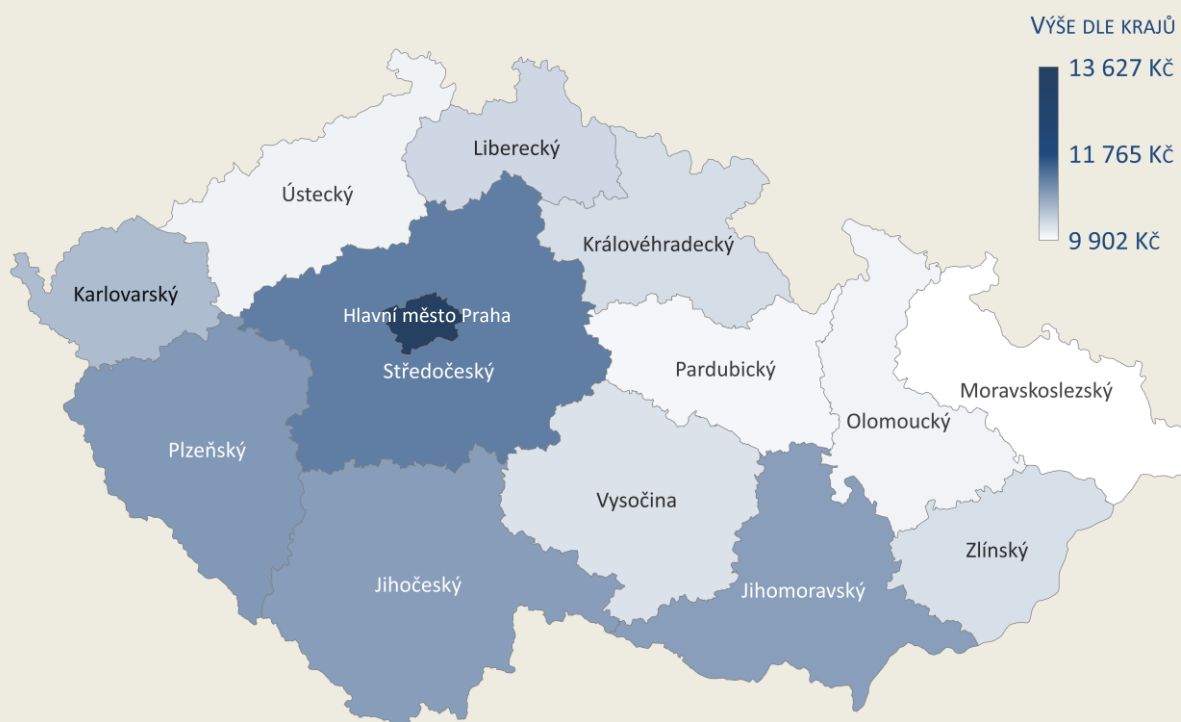 VÝŠE DLE KRAJŮ
13 627 Kč
11 765 Kč
9 902 Kč
Liberecký
Ústecký
Královéhradecký
Karlovarský
Hlavní město Praha
Středočeský
Pardubický
Moravskoslezský
Olomoucký
Plzeňský
Vysočina
Zlínský
Jihočeský
Jihomoravský